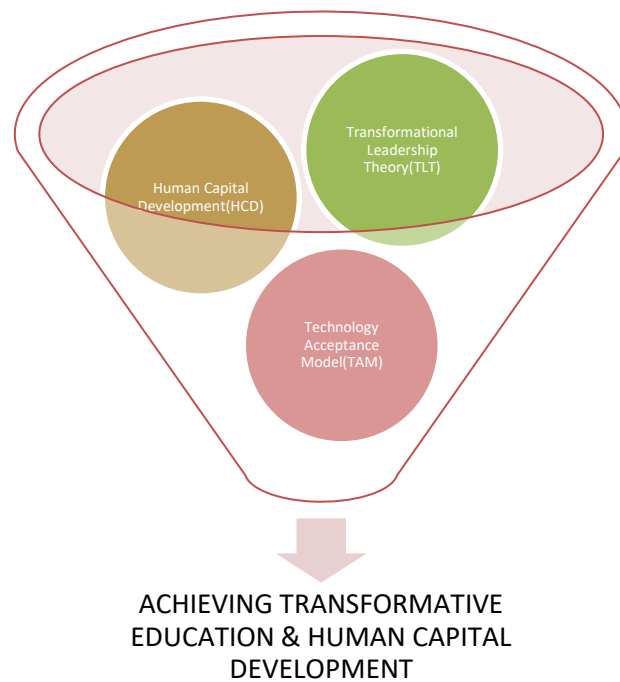 Transformational
Leadership
Theory(TLT)
Human Capital
Development(HCD)
Technology
Acceptance
Model(TAM)
ACHIEVING TRANSFORMATIVE
EDUCATION & HUMAN CAPITAL
DEVELOPMENT